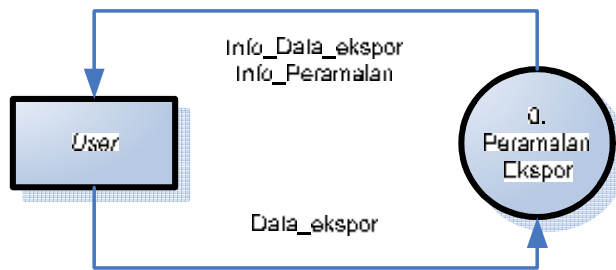 Info_Data_ekspor
Info_Peramalan
User
0.
Peramalan
Ekspor
Data_ekspor